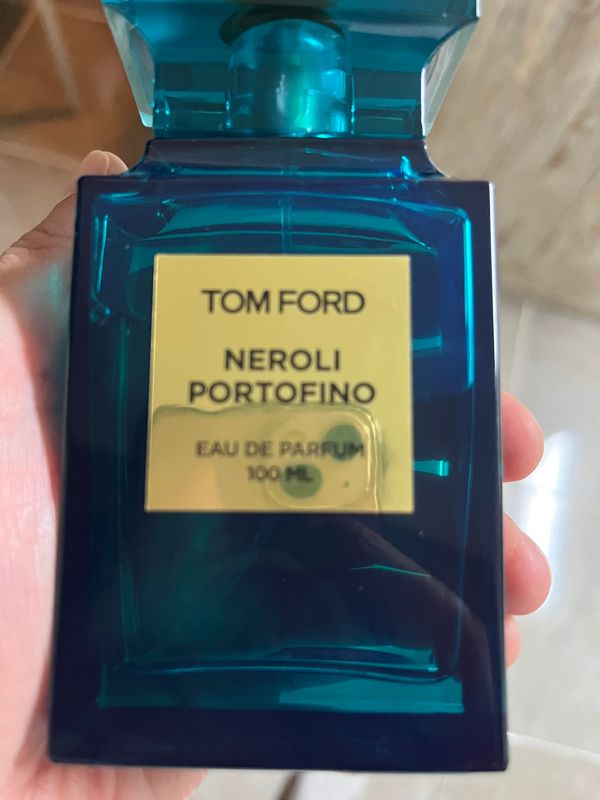 TOM FORD
NEROLI
PORTOFINO
EAU DE PARFUM
100 ML